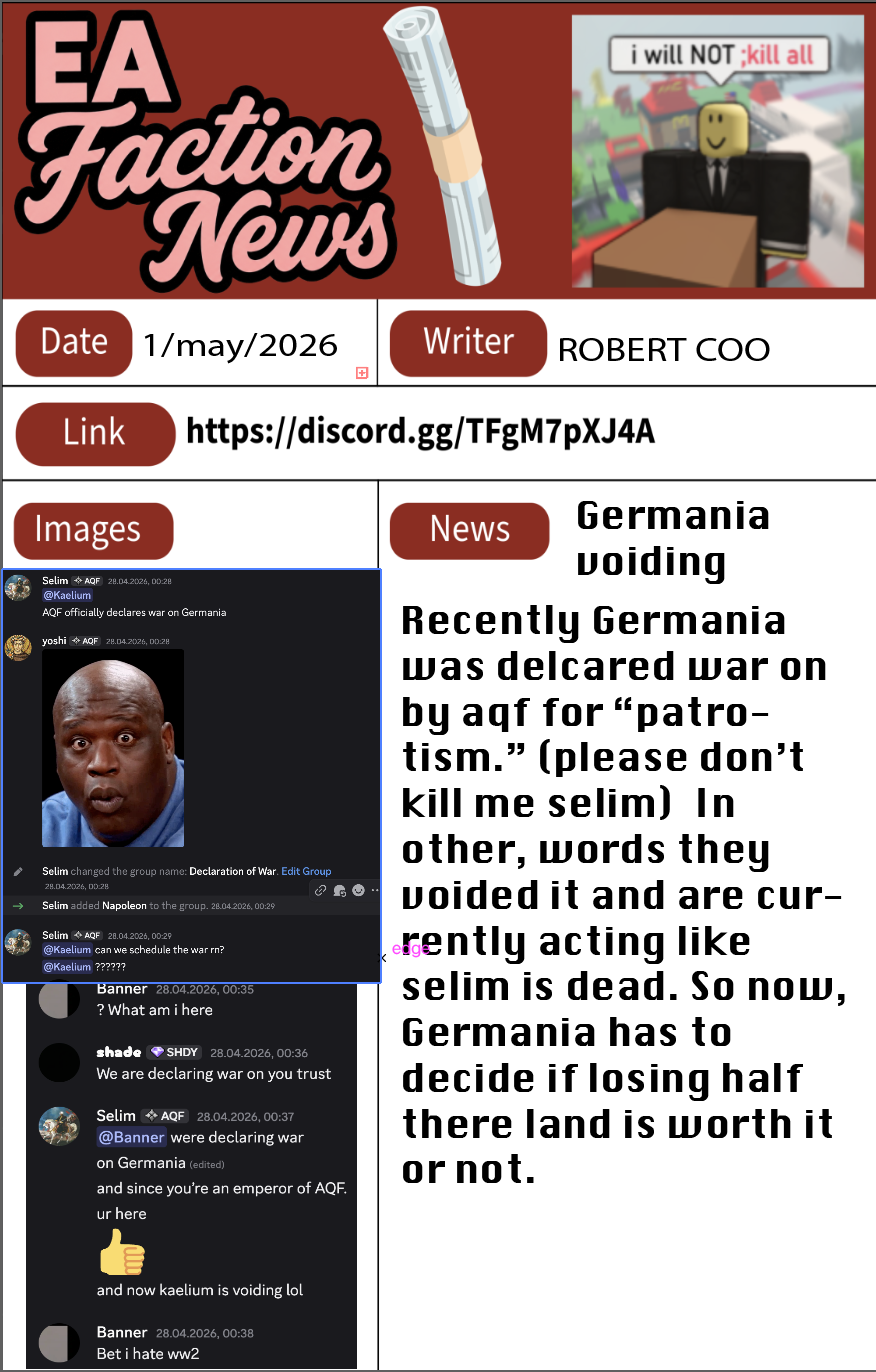 EA
Faction
News
i will NOT ;kill all
Date
1/may/2026
Writer
ROBERT COO
Link
https://discord.gg/TFgM7pXJ4A
Images
Selim AQF 28.04.2026, 00:28
@Kaelium
AQF officially declares war on Germania
yoshi AQF 28.04.2026, 00:28
Selim changed the group name: Declaration of War. Edit Group
28.04.2026, 00:28
Selim added Napoleon to the group. 28.04.2026, 00:29
Selim AQF 28.04.2026, 00:29
@Kaelium can we schedule the war rn?
@Kaelium ??????
Banner 28.04.2026, 00:35
? What am i here
shade SHDY 28.04.2026, 00:36
We are declaring war on you trust
Selim AQF 28.04.2026, 00:37
@Banner were declaring war
on Germania (edited)
and since you’re an emperor of AQF.
ur here
and now kaelium is voiding lol
Banner 28.04.2026, 00:38
Bet i hate ww2
News
Germania
voiding
Recently Germania
was delcared war on
by aqf for “patro-
tism.” (please don’t
kill me selim) In
other, words they
voided it and are cur-
rently acting like
selim is dead. So now,
Germania has to
decide if losing half
there land is worth it
or not.
edge